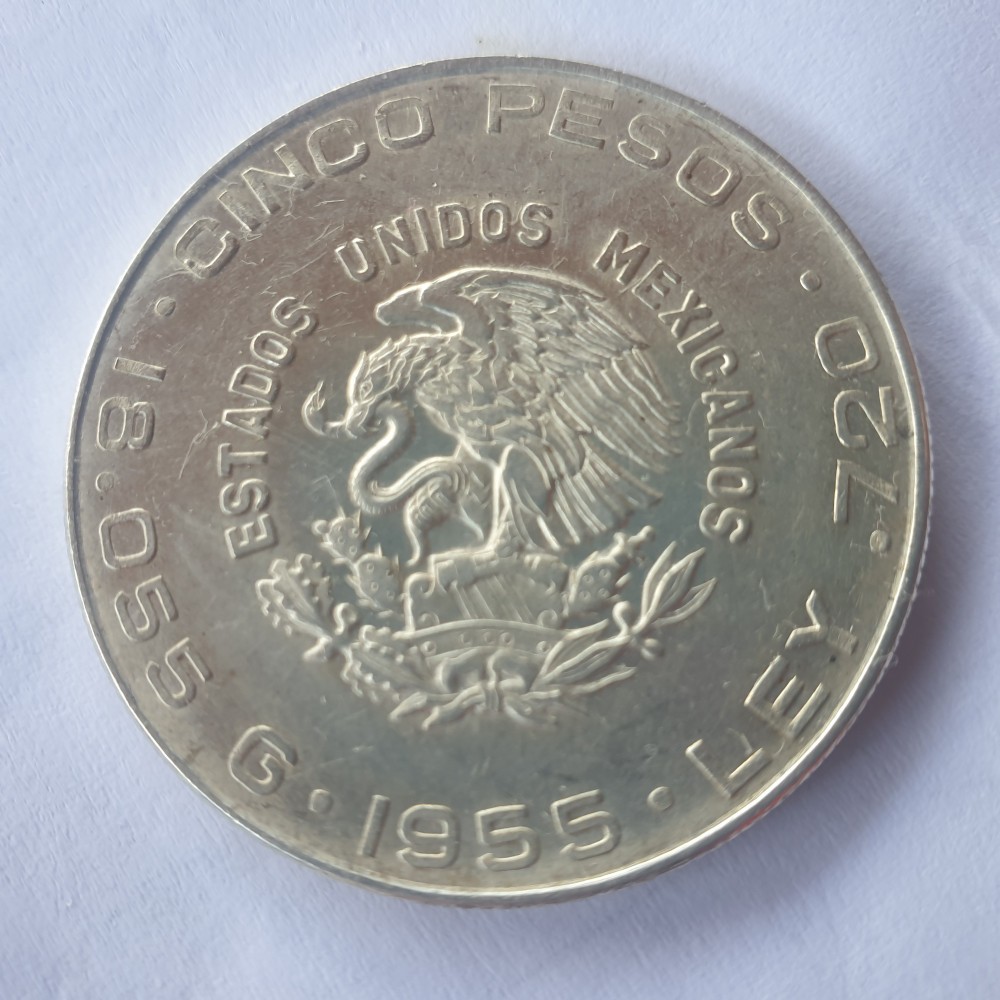 CINCO PESOS · LEY .720 · 1955 · 18.055 G ·
ESTADOS UNIDOS MEXICANOS